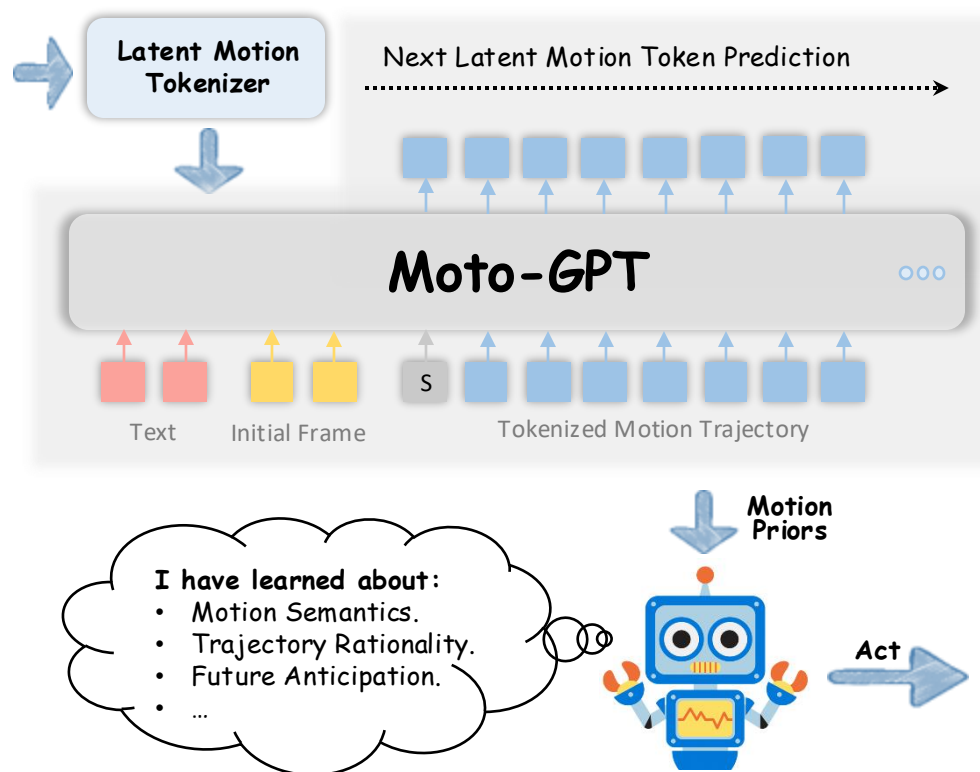 Latent Motion
Tokenizer
Next Latent Motion Token Prediction
Moto-GPT
S
Text
Initial Frame
Tokenized Motion Trajectory
Motion
Priors
I have learned about:
• Motion Semantics.
• Trajectory Rationality.
• Future Anticipation.
• …
Act